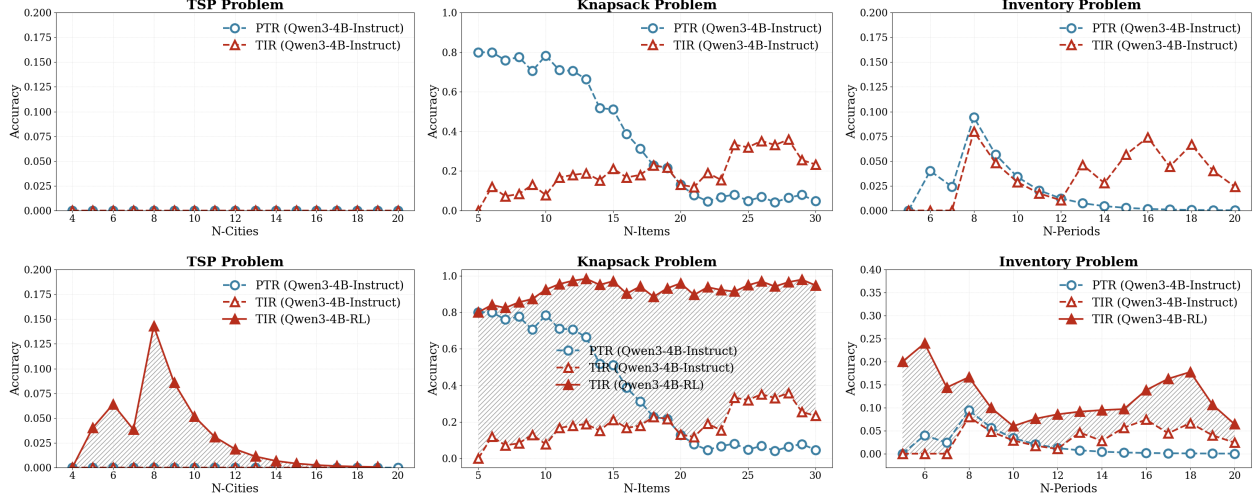 TSP Problem
0.200
0.175
0.150
0.125
0.100
0.075
0.050
0.025
0.000
Accuracy
PTR (Qwen3-4B-Instruct)
TIR (Qwen3-4B-Instruct)
4 6 8 10 12 14 16 18 20
N-Cities
Knapsack Problem
1.0
0.8
0.6
0.4
0.2
0.0
Accuracy
PTR (Qwen3-4B-Instruct)
TIR (Qwen3-4B-Instruct)
5 10 15 20 25 30
N-Items
Inventory Problem
0.200
0.175
0.150
0.125
0.100
0.075
0.050
0.025
0.000
Accuracy
PTR (Qwen3-4B-Instruct)
TIR (Qwen3-4B-Instruct)
6 8 10 12 14 16 18 20
N-Periods
TSP Problem
0.200
0.175
0.150
0.125
0.100
0.075
0.050
0.025
0.000
Accuracy
PTR (Qwen3-4B-Instruct)
TIR (Qwen3-4B-Instruct)
TIR (Qwen3-4B-RL)
4 6 8 10 12 14 16 18 20
N-Cities
Knapsack Problem
1.0
0.8
0.6
0.4
0.2
0.0
Accuracy
PTR (Qwen3-4B-Instruct)
TIR (Qwen3-4B-Instruct)
TIR (Qwen3-4B-RL)
5 10 15 20 25 30
N-Items
Inventory Problem
0.40
0.35
0.30
0.25
0.20
0.15
0.10
0.05
0.00
Accuracy
PTR (Qwen3-4B-Instruct)
TIR (Qwen3-4B-Instruct)
TIR (Qwen3-4B-RL)
6 8 10 12 14 16 18 20
N-Periods